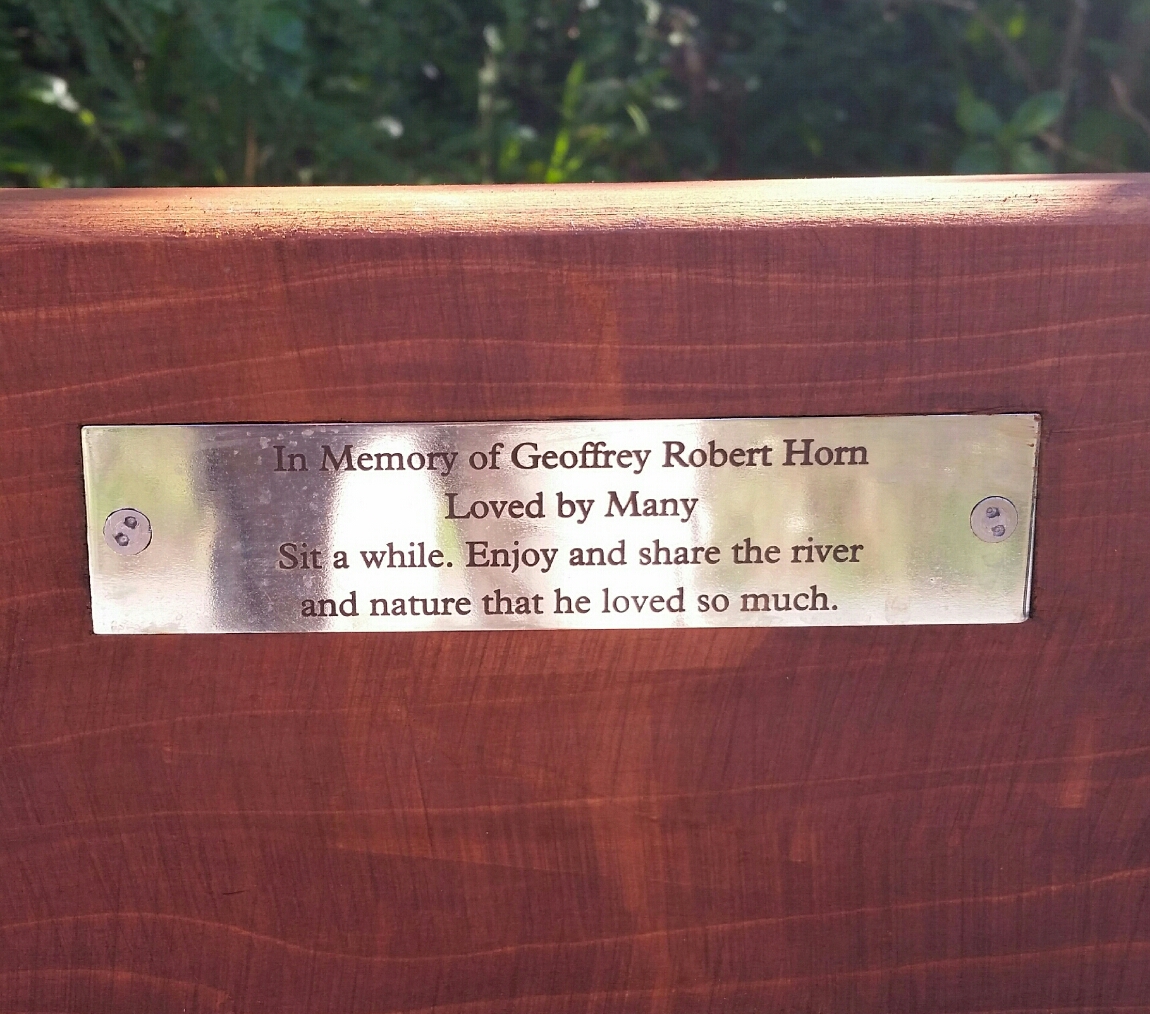 In Memory of Geoffrey Robert Horn
Loved by Many
Sit a while. Enjoy and share the river
and nature that he loved so much.